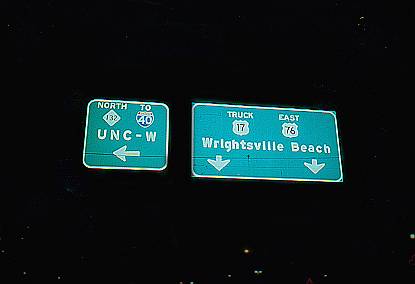 NORTH TO
132 40
UNC-W
TRUCK EAST
17 76
Wrightsville Beach